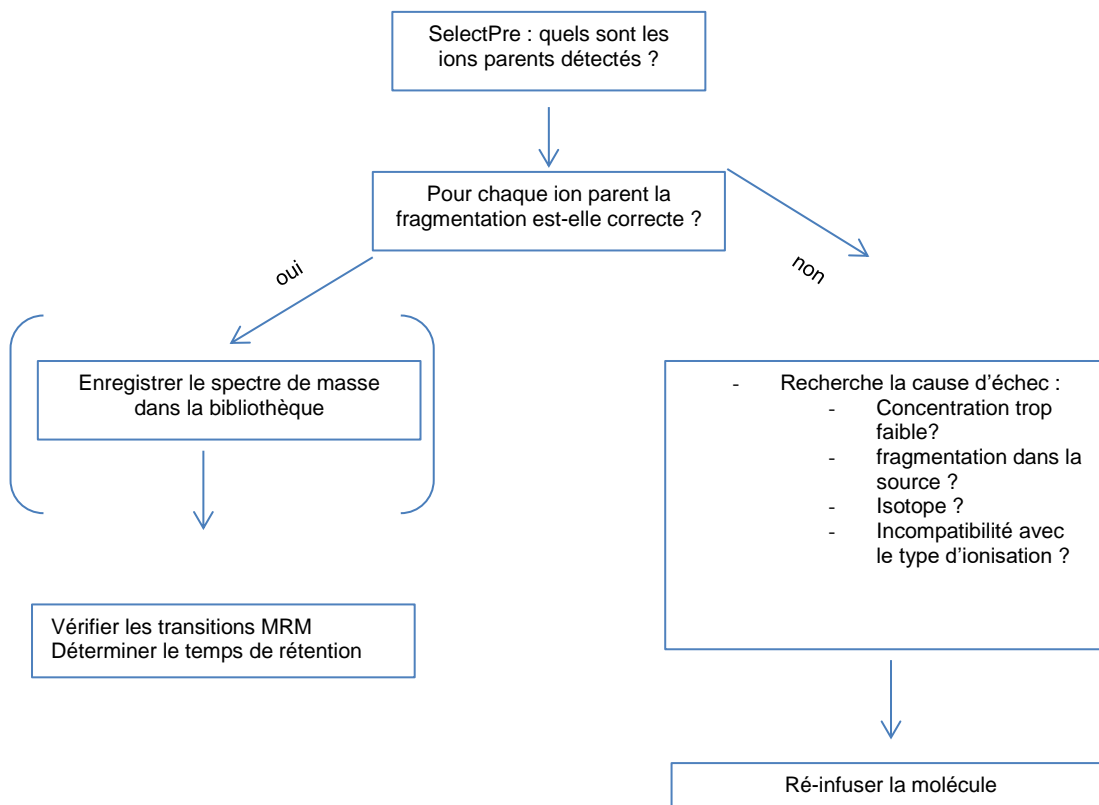 SelectPre : quels sont les
ions parents détectés ?
Pour chaque ion parent la
fragmentation est-elle correcte ?
oui
non
Enregistrer le spectre de masse
dans la bibliothèque
- Recherche la cause d’échec :
- Concentration trop
faible?
- fragmentation dans la
source ?
- Isotope ?
- Incompatibilité avec
le type d’ionisation ?
Vérifier les transitions MRM
Déterminer le temps de rétention
Ré-infuser la molécule